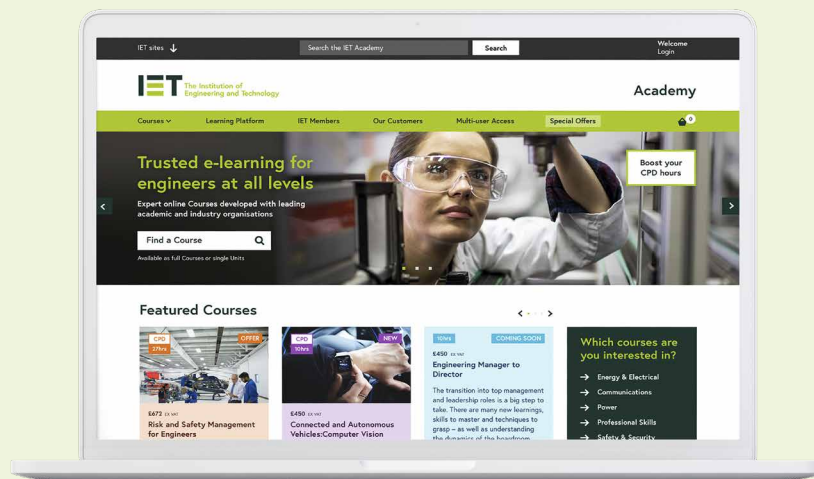 IET sites
Search the IET Academy
Search
Welcome
Login
IET
The Institution of
Engineering and Technology
Academy
Courses
Learning Platform
IET Members
Our Customers
Multi-user Access
Special Offers
0
Trusted e-learning for
engineers at all levels
Expert online Courses developed with leading
academic and industry organisations
Find a Course
Available as full Courses or single Units
Boost your
CPD hours
Featured Courses
CPD
27hrs
OFFER
£672 EX VAT
Risk and Safety Management
for Engineers
CPD
10hrs
NEW
£450 EX VAT
Connected and Autonomous
Vehicles:Computer Vision
10hrs
COMING SOON
£450 EX VAT
Engineering Manager to
Director
The transition into top management
and leadership roles is a big step to
take. There are many new learnings,
skills to master and techniques to
grasp – as well as understanding
the dynamics of the boardroom
Which courses are
you interested in?
Energy & Electrical
Communications
Power
Professional Skills
Safety & Security